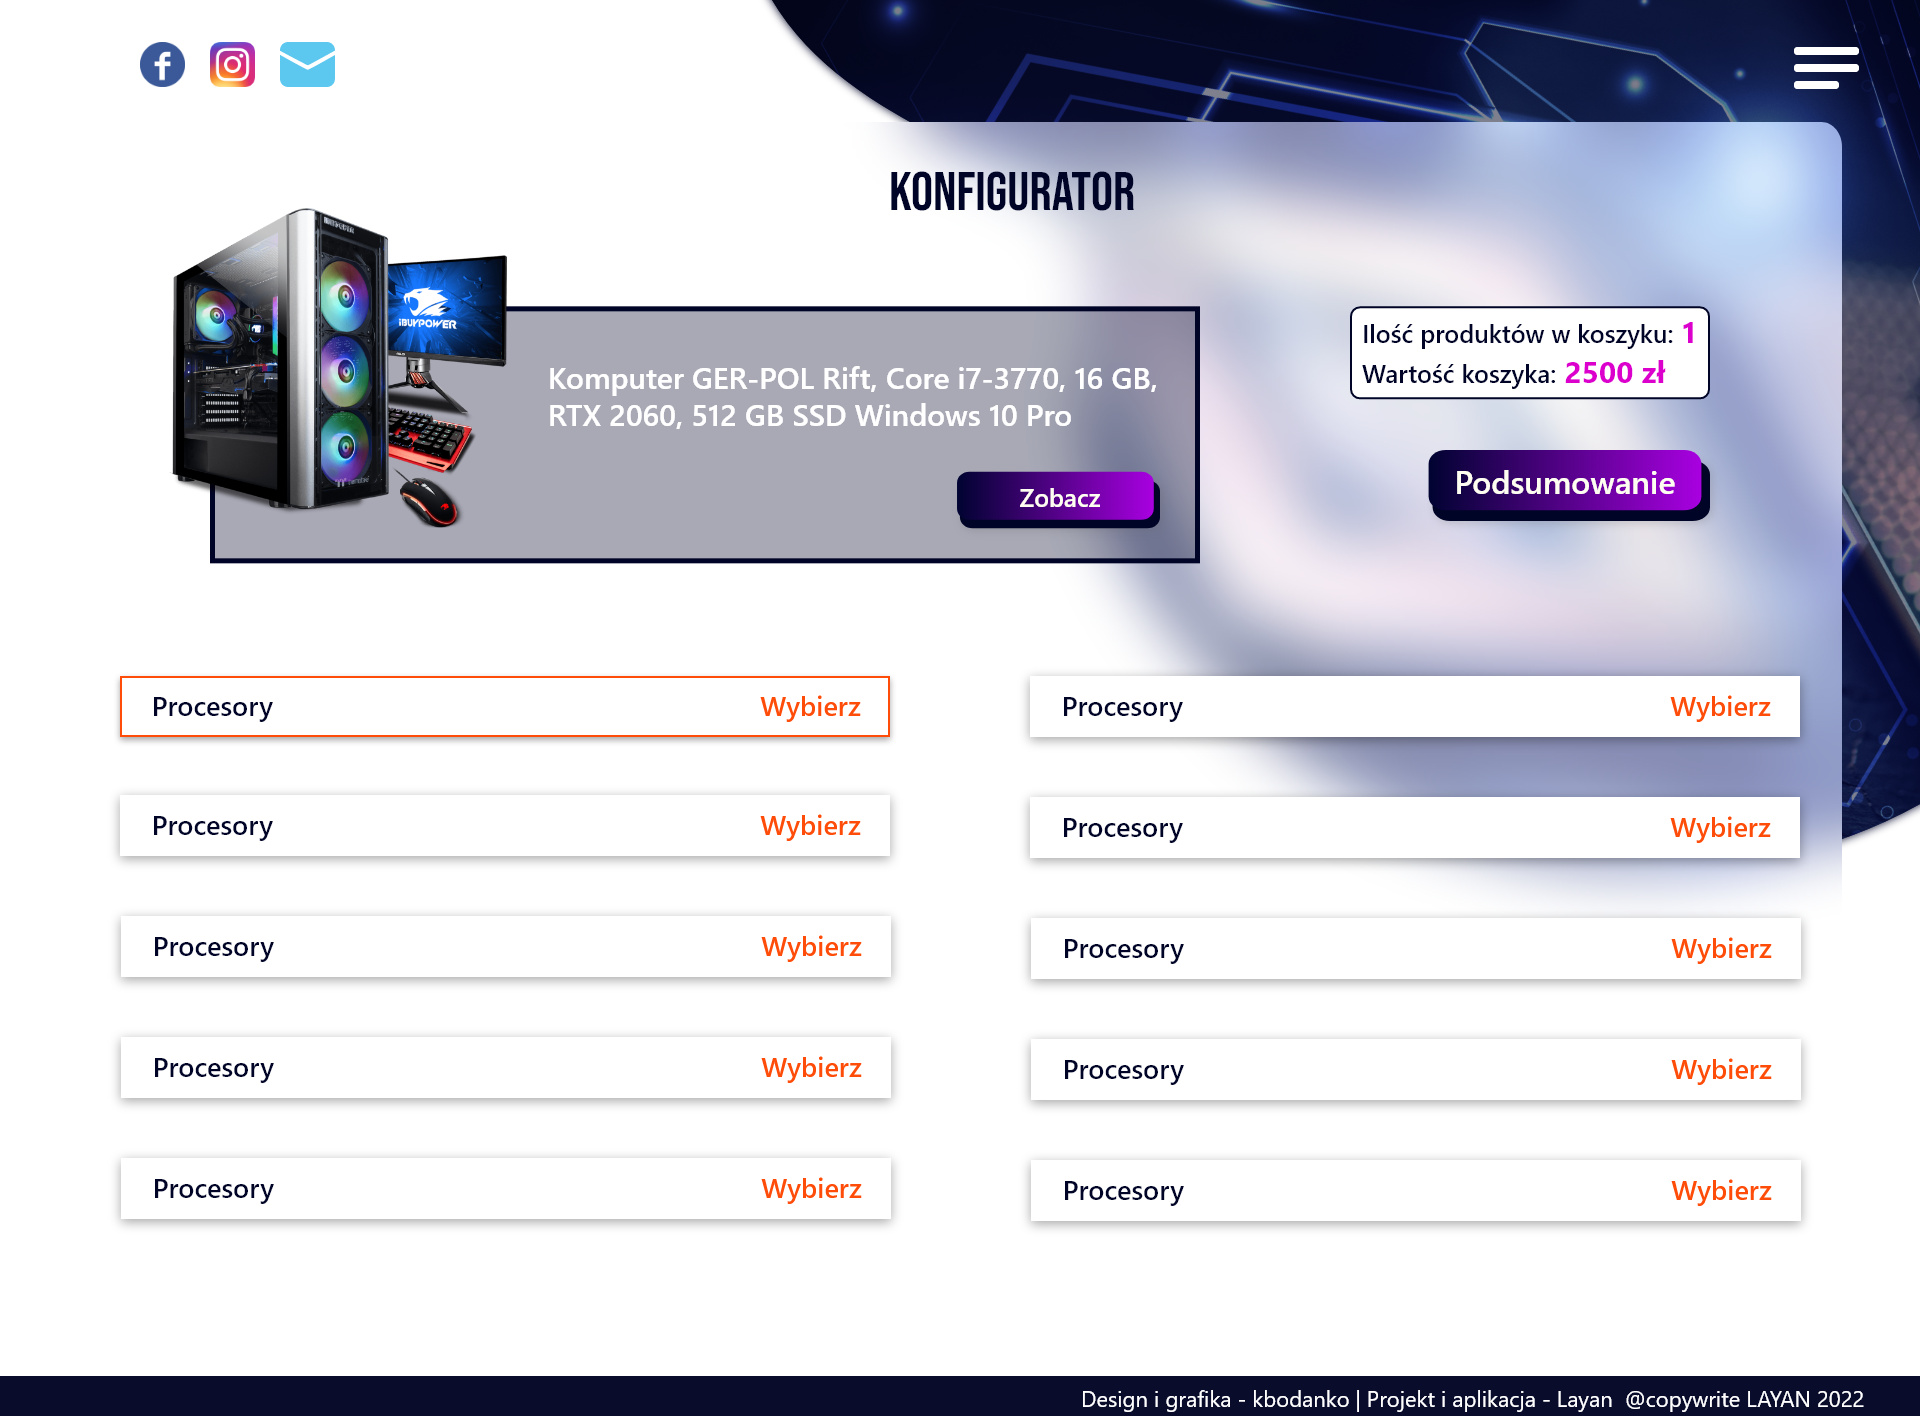 KONFIGURATOR
iBUYPOWER
Komputer GER-POL Rift, Core i7-3770, 16 GB,
RTX 2060, 512 GB SSD Windows 10 Pro
Zobacz
Ilość produktów w koszyku: 1
Wartość koszyka: 2500 zł
Podsumowanie
Procesory Wybierz
Procesory Wybierz
Procesory Wybierz
Procesory Wybierz
Procesory Wybierz
Procesory Wybierz
Procesory Wybierz
Procesory Wybierz
Procesory Wybierz
Procesory Wybierz
Design i grafika - kbodanko | Projekt i aplikacja - Layan @copywrite LAYAN 2022